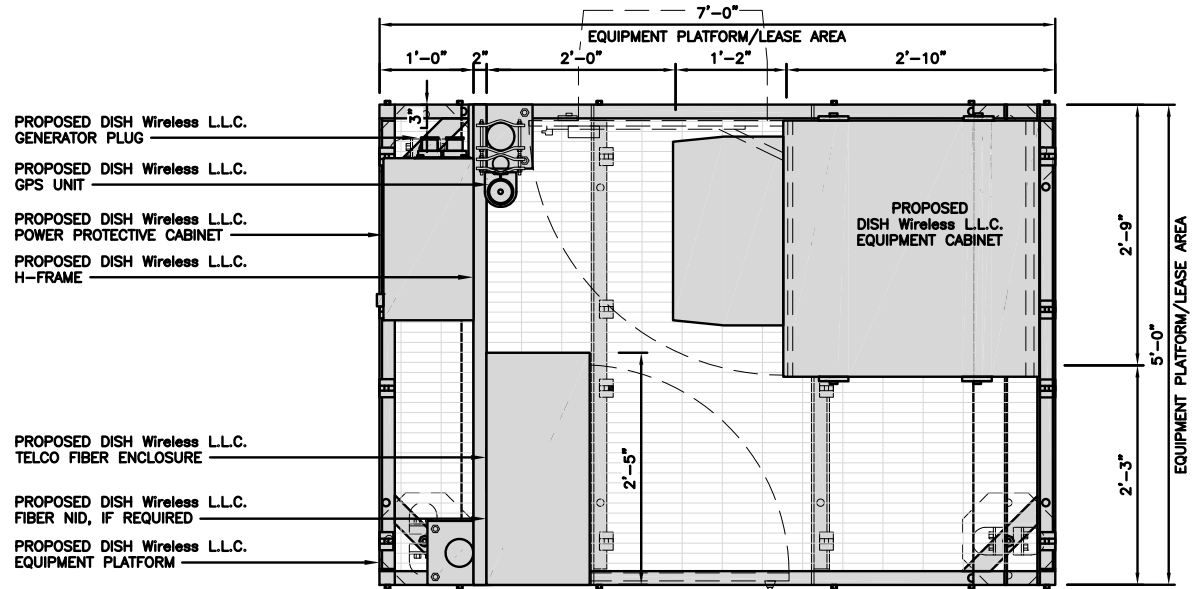 7'-0"
EQUIPMENT PLATFORM/LEASE AREA
1'-0"
2"
2'-0"
1'-2"
2'-10"
3"
PROPOSED DISH Wireless L.L.C.
GENERATOR PLUG
PROPOSED DISH Wireless L.L.C.
GPS UNIT
PROPOSED DISH Wireless L.L.C.
POWER PROTECTIVE CABINET
PROPOSED DISH Wireless L.L.C.
H-FRAME
PROPOSED
DISH Wireless L.L.C.
EQUIPMENT CABINET
2'-9"
5'-0"
EQUIPMENT PLATFORM/LEASE AREA
2'-3"
2'-5"
PROPOSED DISH Wireless L.L.C.
TELCO FIBER ENCLOSURE
PROPOSED DISH Wireless L.L.C.
FIBER NID, IF REQUIRED
PROPOSED DISH Wireless L.L.C.
EQUIPMENT PLATFORM